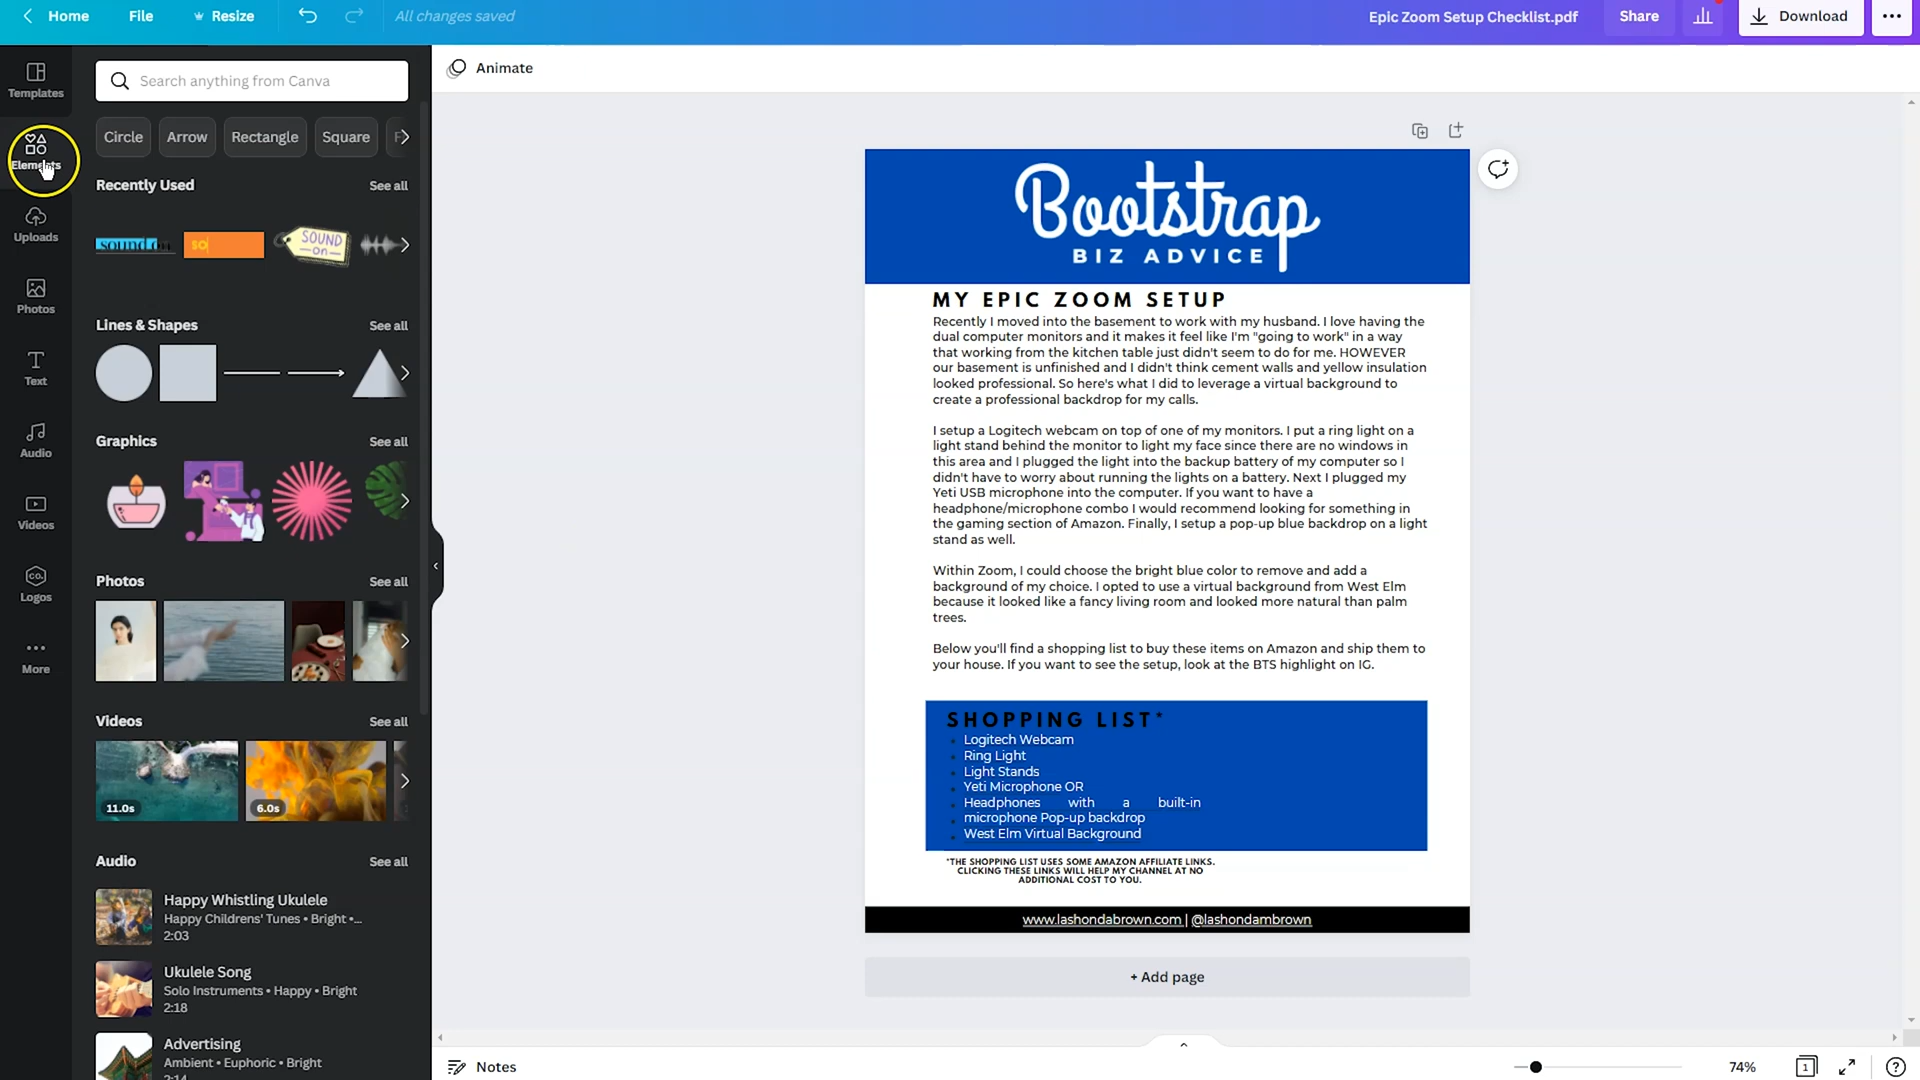 Home File Resize All changes saved Epic Zoom Setup Checklist.pdf Share Download
Templates
Elements
Uploads
Photos
Text
Audio
Videos
Logos
More
Search anything from Canva
Circle Arrow Rectangle Square
Recently Used See all
sound on so SOUND
on
Lines & Shapes See all
Graphics See all
Photos See all
Videos See all
11.0s 6.0s
Audio See all
Happy Whistling Ukulele
Happy Childrens' Tunes • Bright •...
2:03
Ukulele Song
Solo Instruments • Happy • Bright
2:18
Advertising
Ambient • Euphoric • Bright
2:14
Animate
Bootstrap
BIZ ADVICE
MY EPIC ZOOM SETUP
Recently I moved into the basement to work with my husband. I love having the
dual computer monitors and it makes it feel like I'm "going to work" in a way
that working from the kitchen table just didn't seem to do for me. HOWEVER
our basement is unfinished and I didn't think cement walls and yellow insulation
looked professional. So here's what I did to leverage a virtual background to
create a professional backdrop for my calls.
I setup a Logitech webcam on top of one of my monitors. I put a ring light on a
light stand behind the monitor to light my face since there are no windows in
this area and I plugged the light into the backup battery of my computer so I
didn't have to worry about running the lights on a battery. Next I plugged my
Yeti USB microphone into the computer. If you want to have a
headphone/microphone combo I would recommend looking for something in
the gaming section of Amazon. Finally, I setup a pop-up blue backdrop on a light
stand as well.
Within Zoom, I could choose the bright blue color to remove and add a
background of my choice. I opted to use a virtual background from West Elm
because it looked like a fancy living room and looked more natural than palm
trees.
Below you'll find a shopping list to buy these items on Amazon and ship them to
your house. If you want to see the setup, look at the BTS highlight on IG.
SHOPPING LIST*
Logitech Webcam
Ring Light
Light Stands
Yeti Microphone OR
Headphones with a built-in
microphone Pop-up backdrop
West Elm Virtual Background
*THE SHOPPING LIST USES SOME AMAZON AFFILIATE LINKS.
CLICKING THESE LINKS WILL HELP MY CHANNEL AT NO
ADDITIONAL COST TO YOU.
www.lashondabrown.com | @lashondambrown
+ Add page
Notes 74% 1